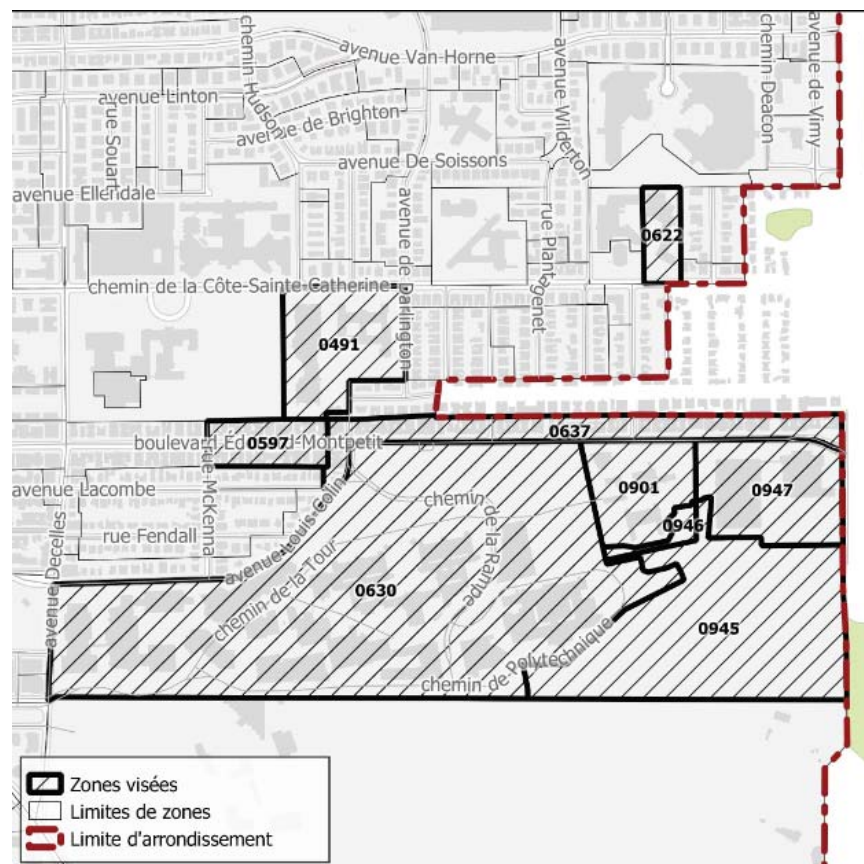 avenue Van-Horne
chemin Hudson
avenue Linton
rue Souart
avenue de Brighton
avenue Wilderton
chemin Deacon
avenue de Vimy
avenue De Soissons
avenue Ellendale
avenue de Darlington
rue Plantagenet
0622
chemin de la Côte-Sainte-Catherine
0491
boulevard Éd d-Montpetit
0597
0637
rue McKenna
avenue Lacombe
0901
0947
0946
rue Fendall
avenue Louis-Colin
chemin de la Rampe
chemin de la Tour
avenue Decelles
0630
0945
chemin de Polytechnique
Zones visées
Limites de zones
Limite d'arrondissement